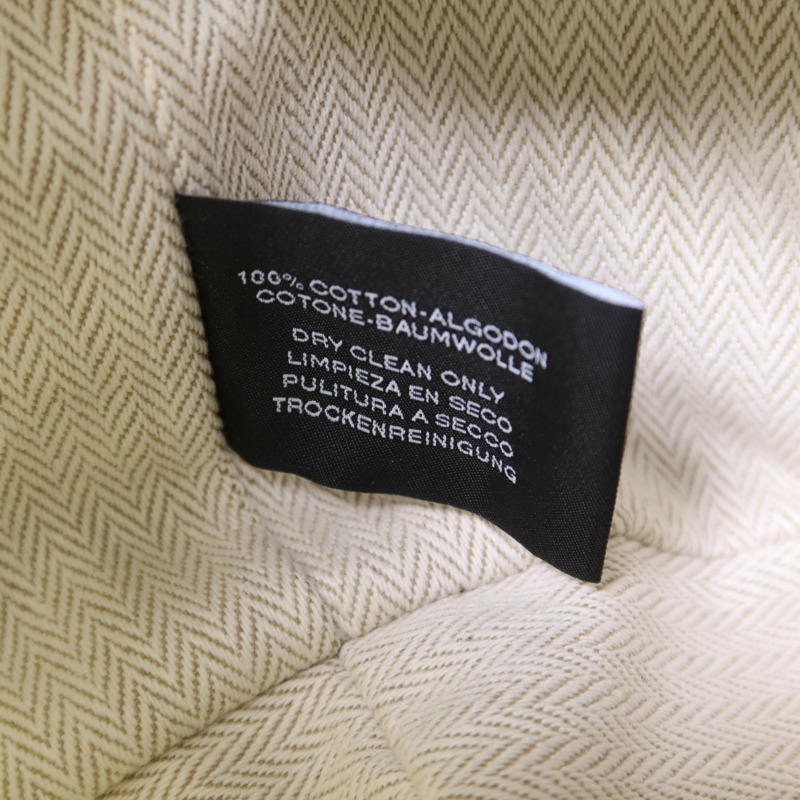 100% COTTON-ALGODON
COTONE-BAUMWOLLE
DRY CLEAN ONLY
LIMPIEZA EN SECO
PULITURA A SECCO
TROCKENREINIGUNG